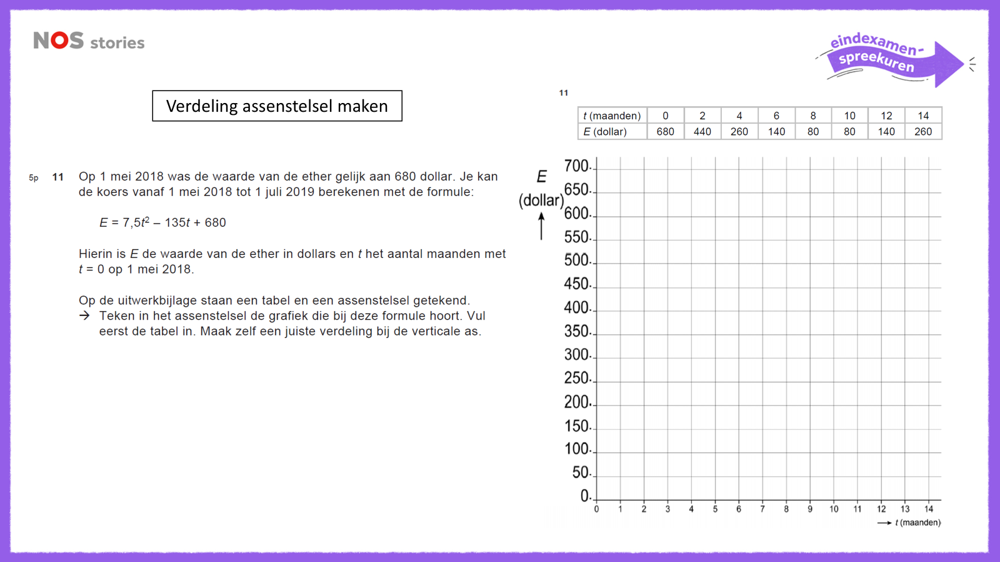 NOS stories
eindexamen-
spreekuren
Verdeling assenstelsel maken
5p 11 Op 1 mei 2018 was de waarde van de ether gelijk aan 680 dollar. Je kan
de koers vanaf 1 mei 2018 tot 1 juli 2019 berekenen met de formule:
E = 7,5t² – 135t + 680
Hierin is E de waarde van de ether in dollars en t het aantal maanden met
t = 0 op 1 mei 2018.
Op de uitwerkbijlage staan een tabel en een assenstelsel getekend.
→ Teken in het assenstelsel de grafiek die bij deze formule hoort. Vul
eerst de tabel in. Maak zelf een juiste verdeling bij de verticale as.
11
t (maanden) 0 2 4 6 8 10 12 14
E (dollar) 680 440 260 140 80 80 140 260
E
(dollar)
700
650
600
550
500
450
400
350
300
250
200
150
100
50
0
0 1 2 3 4 5 6 7 8 9 10 11 12 13 14
→ t (maanden)